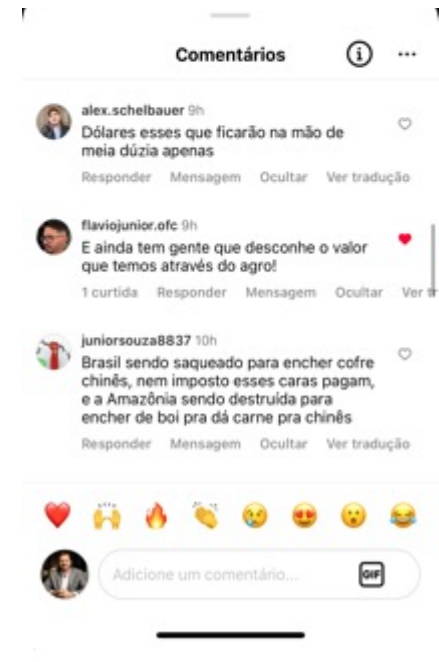 Comentários
alex.schelbauer 9h
Dólares esses que ficarão na mão de
meia dúzia apenas
Responder Mensagem Ocultar Ver tradução
flaviojunior.ofc 9h
E ainda tem gente que desconhe o valor
que temos através do agro!
1 curtida Responder Mensagem Ocultar Ver tr
juniorsouza8837 10h
Brasil sendo saqueado para encher cofre
chinês, nem imposto esses caras pagam,
e a Amazônia sendo destruída para
encher de boi pra dá carne pra chinês
Responder Mensagem Ocultar Ver tradução
Adicione um comentário...
GIF